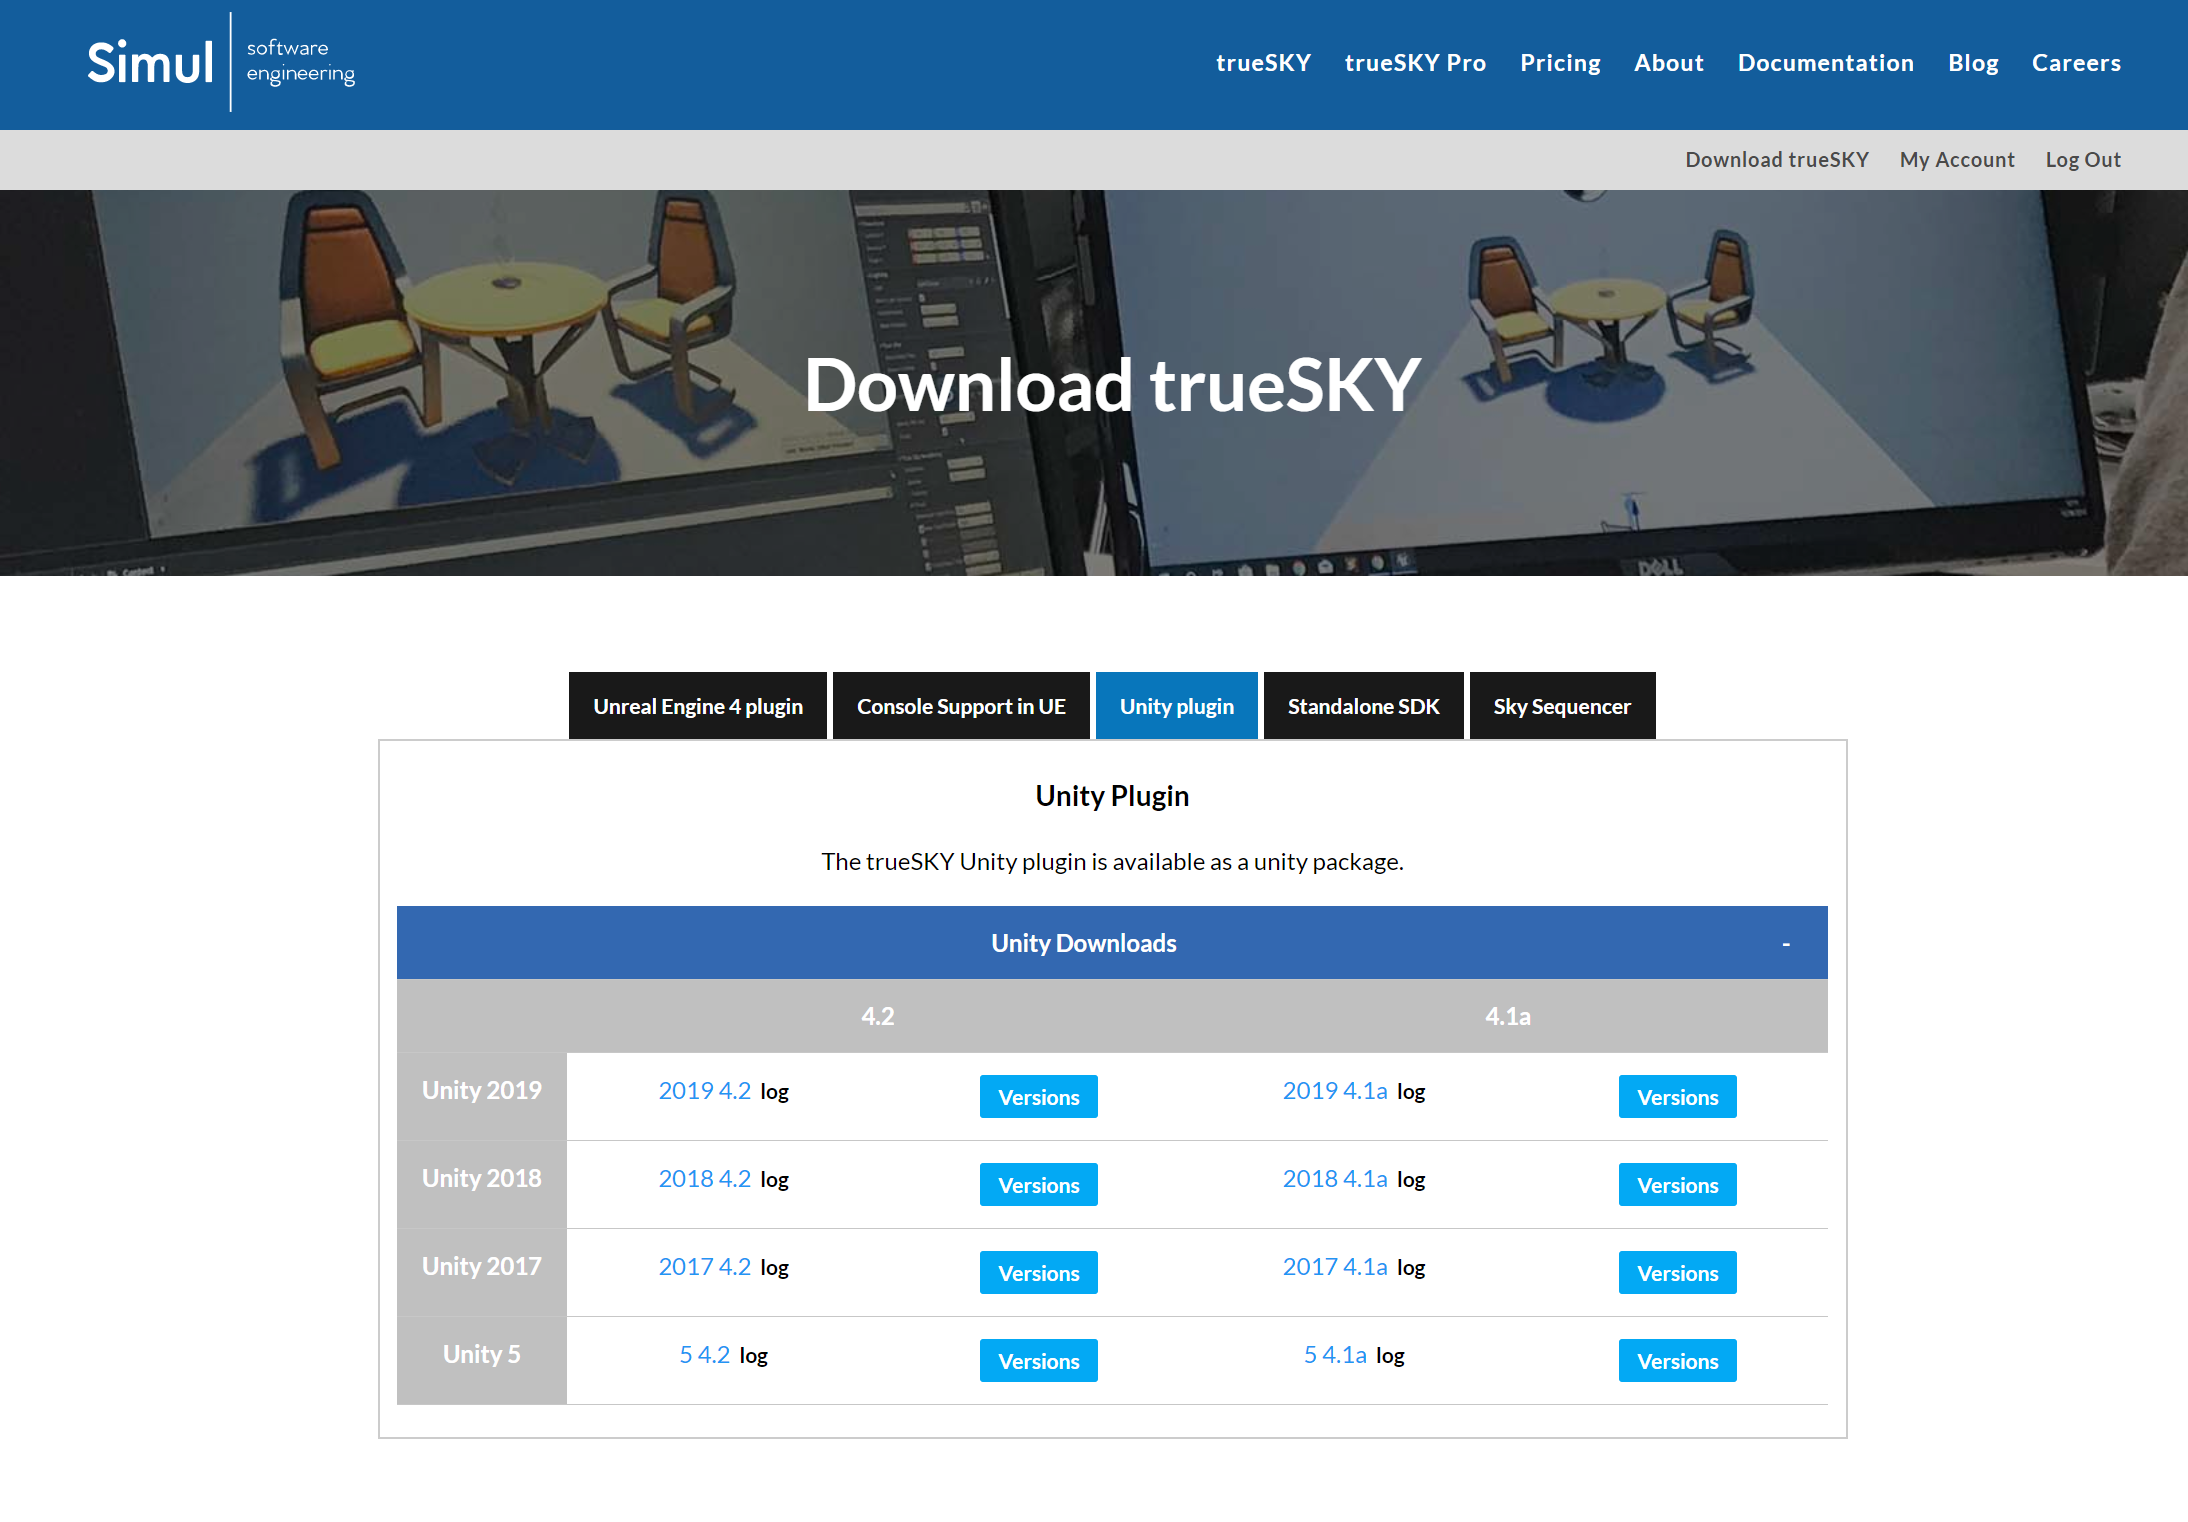 Simul
software
engineering
trueSKY trueSKY Pro Pricing About Documentation Blog Careers
Download trueSKY My Account Log Out
Download trueSKY
DELL
Unreal Engine 4 plugin Console Support in UE Unity plugin Standalone SDK Sky Sequencer
Unity Plugin
The trueSKY Unity plugin is available as a unity package.
Unity Downloads -
4.2 4.1a
Unity 2019 2019 4.2 log Versions 2019 4.1a log Versions
Unity 2018 2018 4.2 log Versions 2018 4.1a log Versions
Unity 2017 2017 4.2 log Versions 2017 4.1a log Versions
Unity 5 5 4.2 log Versions 5 4.1a log Versions